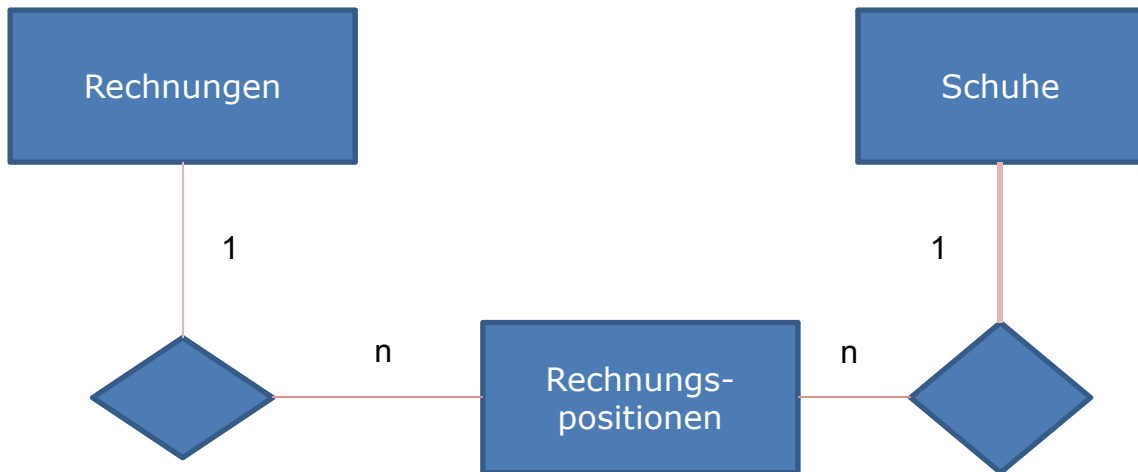 Rechnungen
Schuhe
1
1
n
n
Rechnungs-
positionen